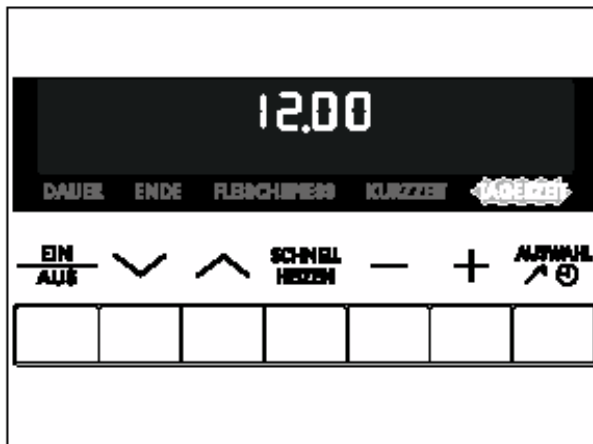 12.00
DAUER ENDE FLEISCHMESS KURZZEIT TAGESZEIT
EIN SCHNELL − + AUSWAHL
AUS HEIZEN